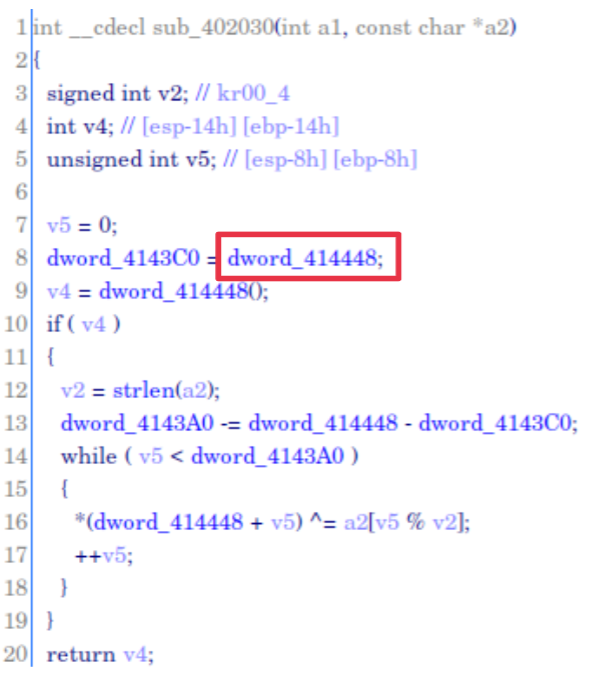 1 int __cdecl sub_402030(int a1, const char *a2)
2 {
3 signed int v2; // kr00_4
4 int v4; // [esp-14h] [ebp-14h]
5 unsigned int v5; // [esp-8h] [ebp-8h]
6
7 v5 = 0;
8 dword_4143C0 = dword_414448;
9 v4 = dword_414448();
10 if ( v4 )
11 {
12 v2 = strlen(a2);
13 dword_4143A0 -= dword_414448 - dword_4143C0;
14 while ( v5 < dword_4143A0 )
15 {
16 *(dword_414448 + v5) ^= a2[v5 % v2];
17 ++v5;
18 }
19 }
20 return v4;